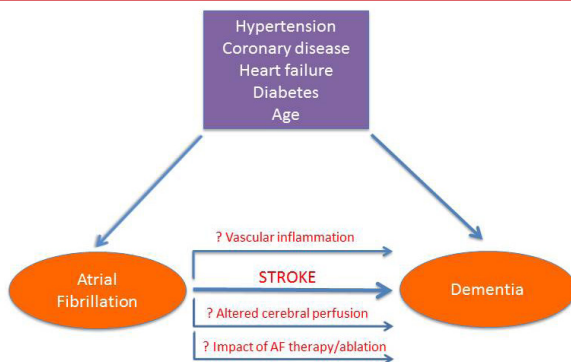 Hypertension
Coronary disease
Heart failure
Diabetes
Age
? Vascular inflammation
STROKE
Atrial
Fibrillation
Dementia
? Altered cerebral perfusion
? Impact of AF therapy/ablation